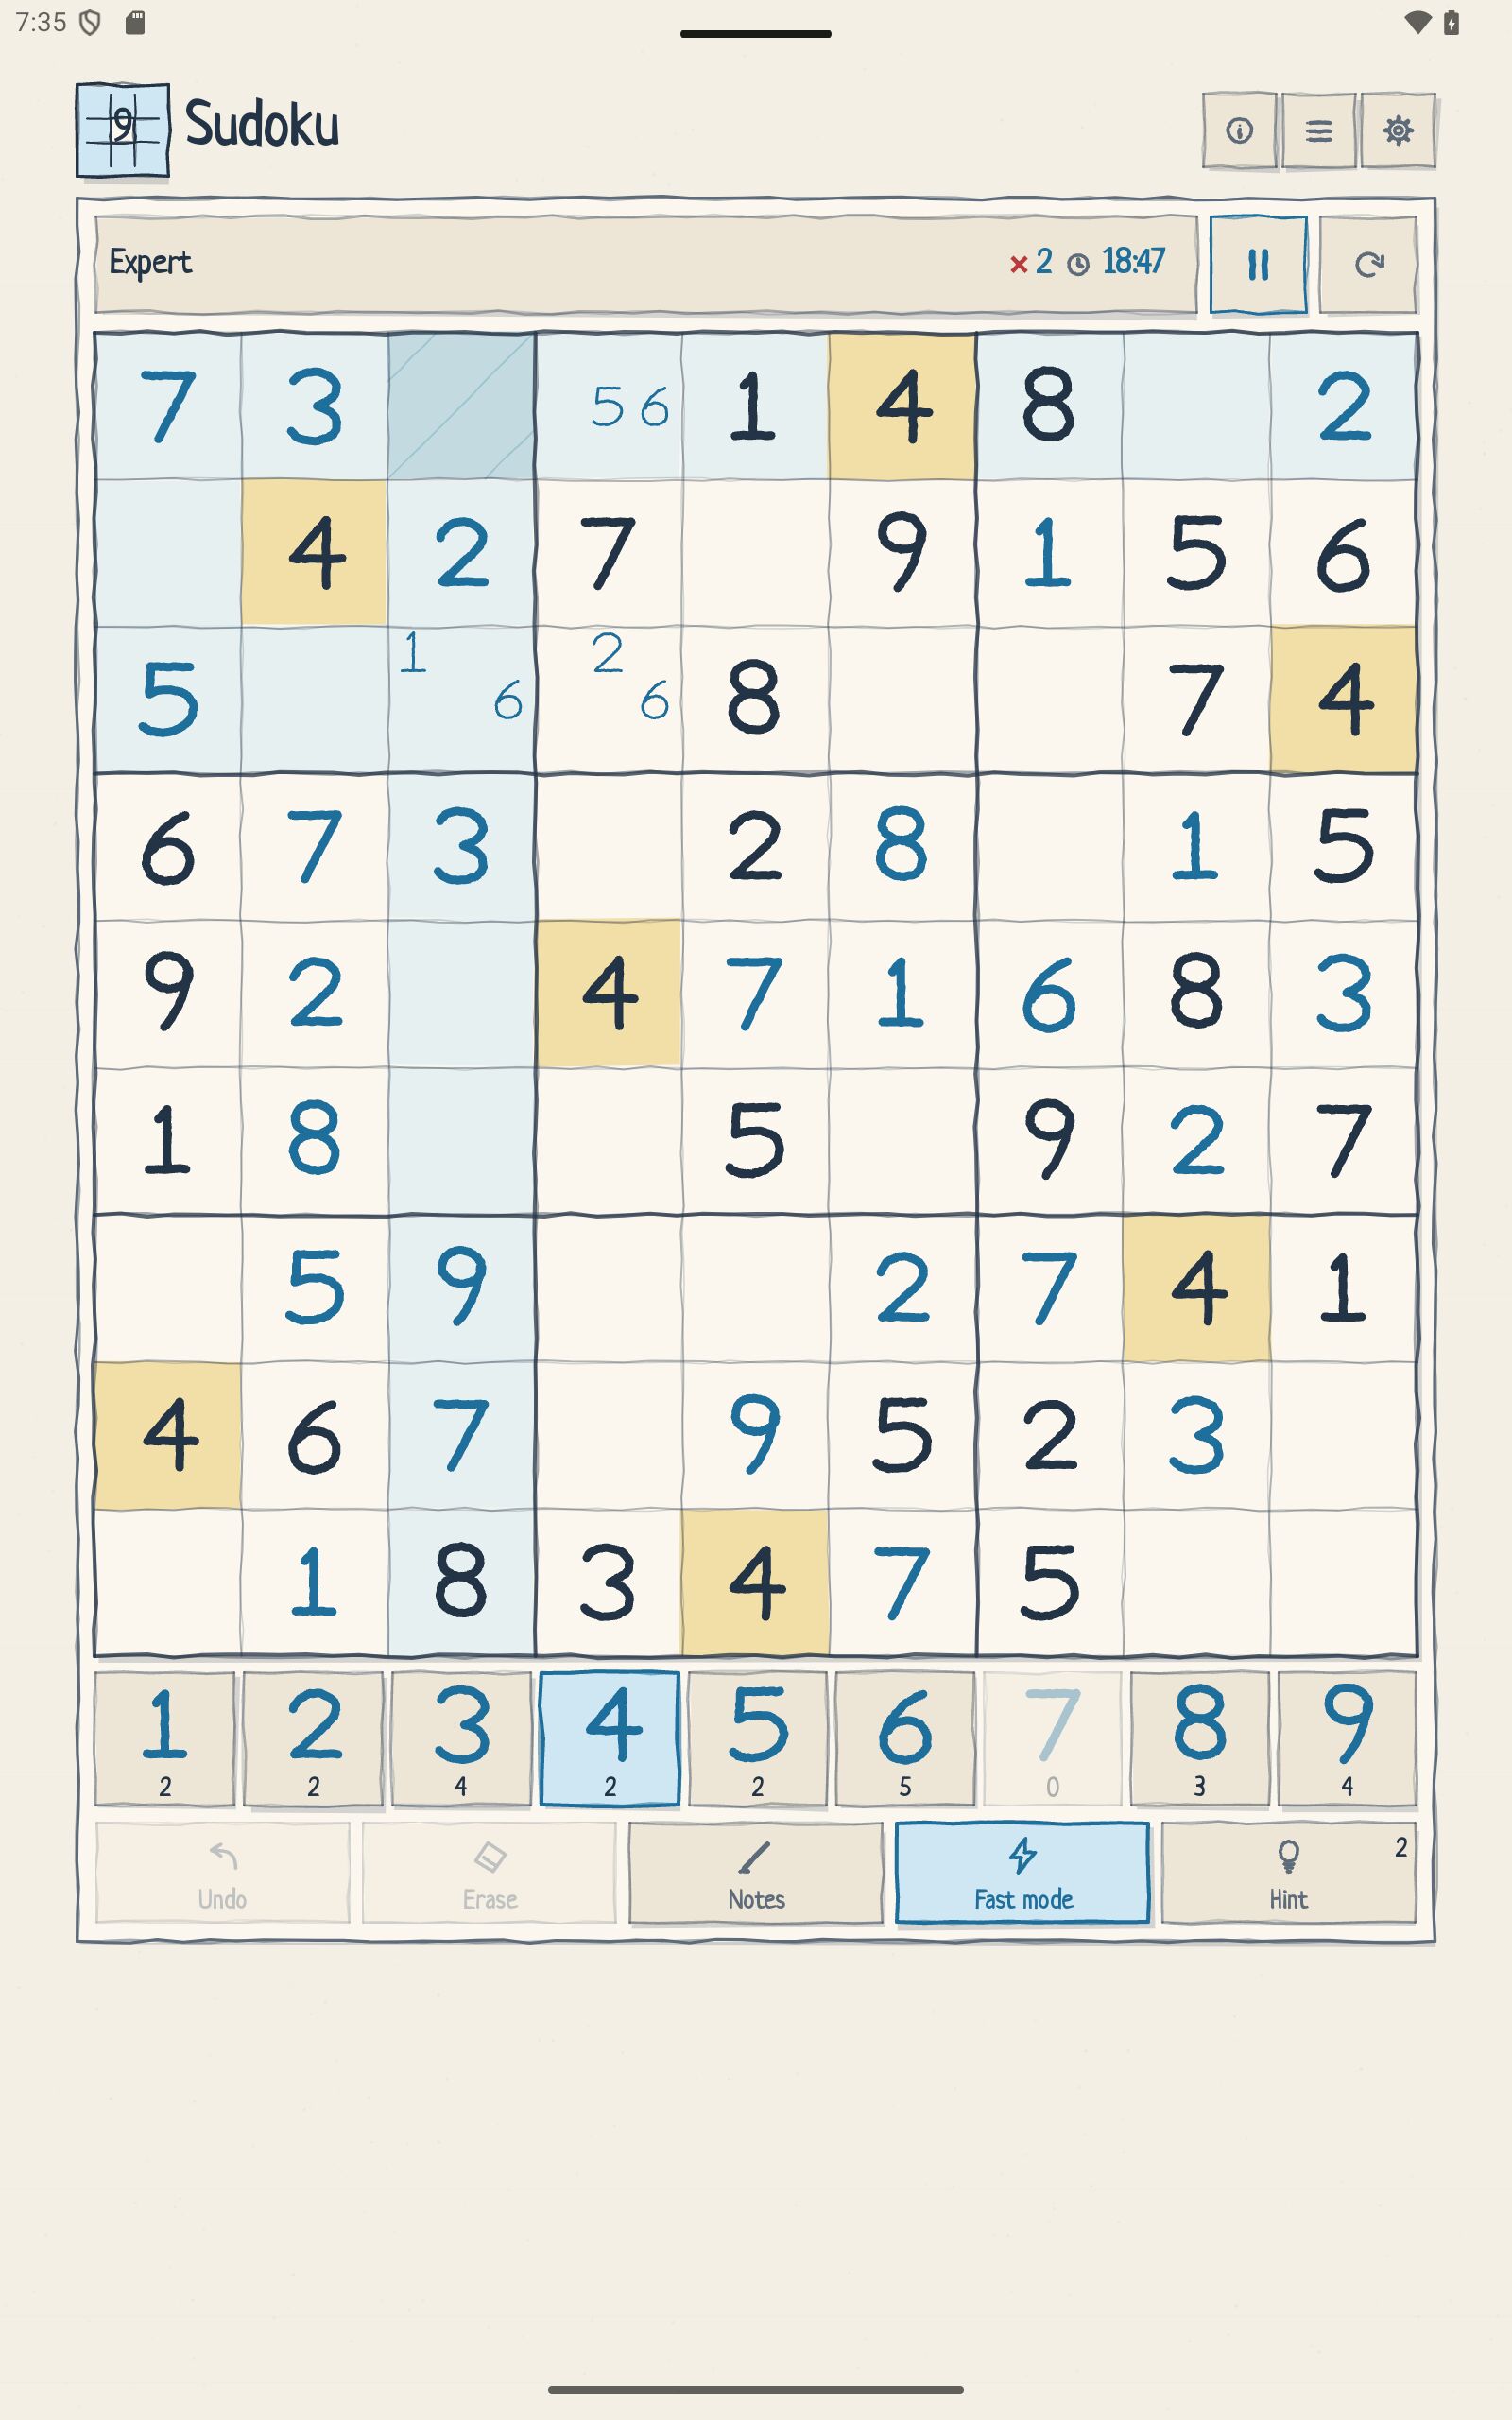 7:35
9 Sudoku
Expert × 2 18:47
7 3 5 6 1 4 8 2
4 2 7 9 1 5 6
5 1 6 2 6 8 7 4
6 7 3 2 8 1 5
9 2 4 7 1 6 8 3
1 8 5 9 2 7
5 9 2 7 4 1
4 6 7 9 5 2 3
1 8 3 4 7 5
1 2 3 4 5 6 7 8 9
2 2 4 2 2 5 0 3 4
2
Undo Erase Notes Fast mode Hint